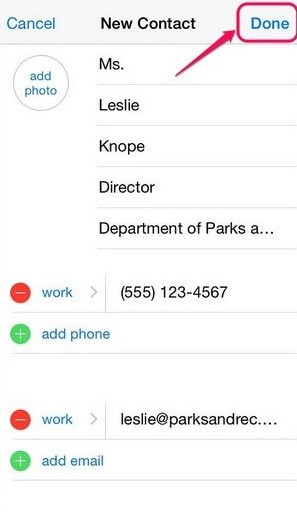 Cancel New Contact Done
add photo
Ms.
Leslie
Knope
Director
Department of Parks a...
work (555) 123-4567
add phone
work leslie@parksandrec....
add email